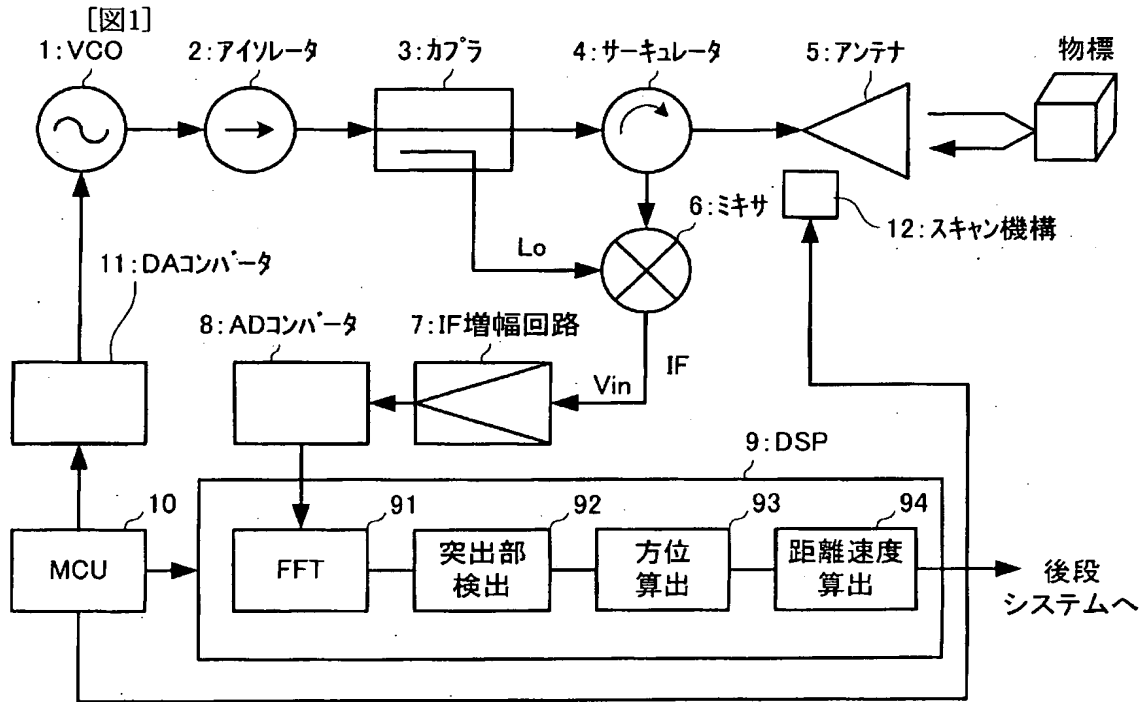 [図1]
1:VCO
2:アイソレータ
3:カプラ
4:サーキュレータ
5:アンテナ
物標
6:ミキサ
12:スキャン機構
Lo
11:DAコンバータ
8:ADコンバータ
7:IF増幅回路
IF
Vin
9:DSP
10
91
92
93
94
MCU
FFT
突出部
検出
方位
算出
距離速度
算出
後段
システムへ